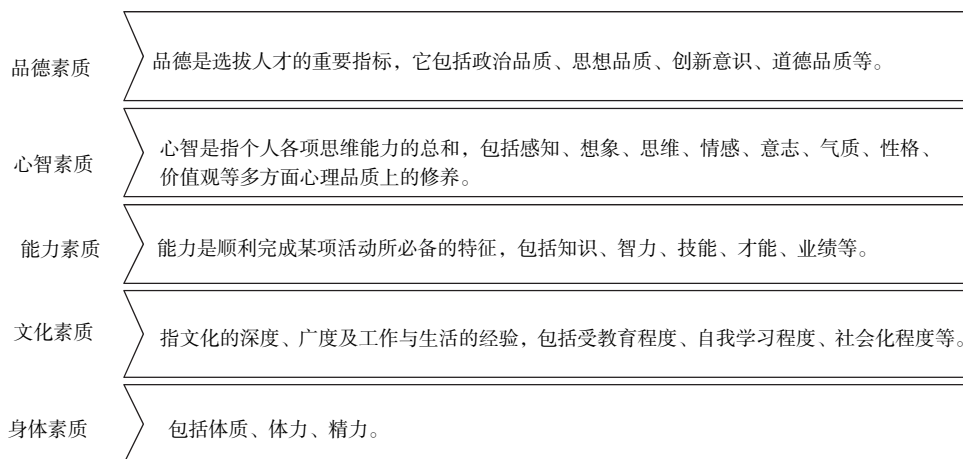 品德素质
品德是选拔人才的重要指标，它包括政治品质、思想品质、创新意识、道德品质等。
心智素质
心智是指个人各项思维能力的总和，包括感知、想象、思维、情感、意志、气质、性格、
价值观等多方面心理品质上的修养。
能力素质
能力是顺利完成某项活动所必备的特征，包括知识、智力、技能、才能、业绩等。
文化素质
指文化的深度、广度及工作与生活的经验，包括受教育程度、自我学习程度、社会化程度等。
身体素质
包括体质、体力、精力。